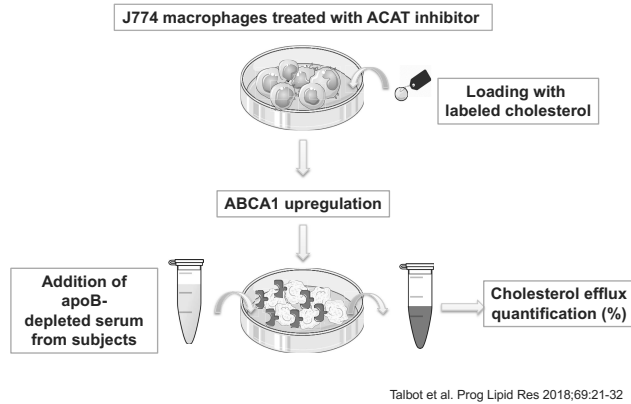 J774 macrophages treated with ACAT inhibitor
Loading with
labeled cholesterol
ABCA1 upregulation
Addition of
apoB-
depleted serum
from subjects
Cholesterol efflux
quantification (%)
Talbot et al. Prog Lipid Res 2018;69:21-32